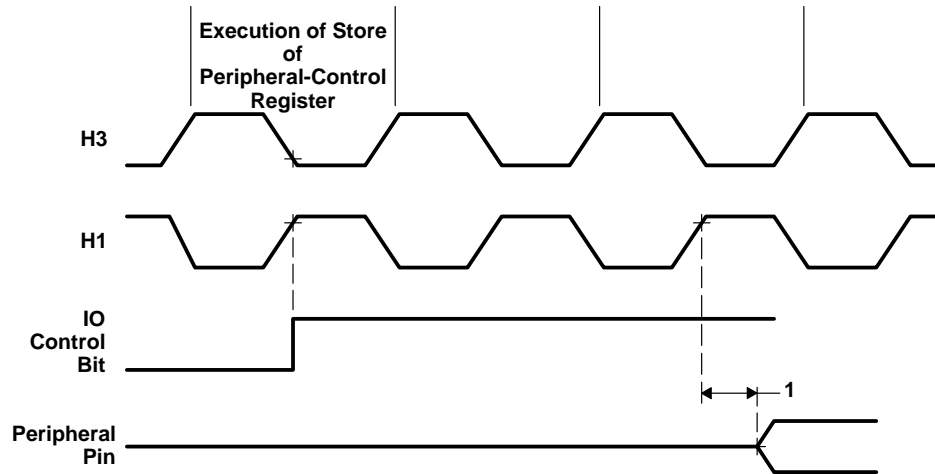 Execution of Store
of
Peripheral-Control
Register
H3
H1
IO
Control
Bit
1
Peripheral
Pin